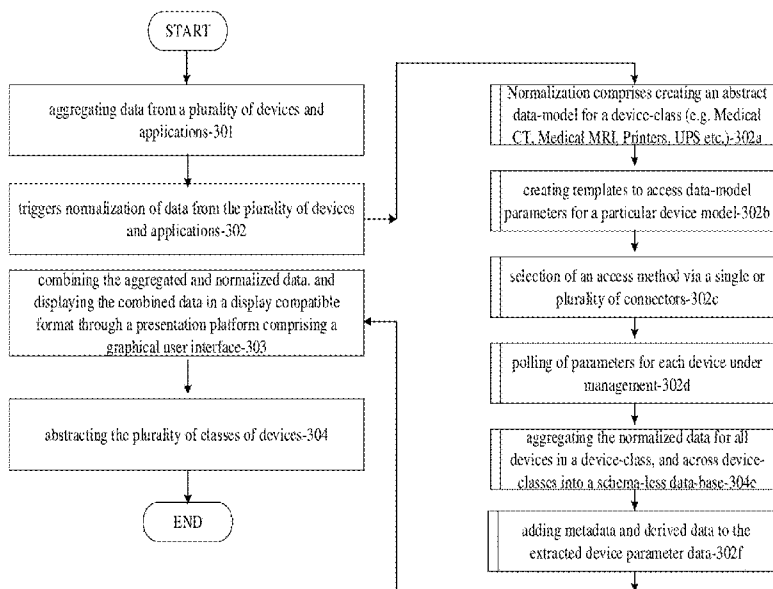 START
aggregating data from a plurality of devices and
applications-301
triggers normalization of data from the plurality of devices
and applications-302
combining the aggregated and normalized data, and
displaying the combined data in a display compatible
format through a presentation platform comprising a
graphical user interface-303
abstracting the plurality of classes of devices-304
END
Normalization comprises creating an abstract
data-model for a device-class (e.g. Medical
CT, Medical MRI, Printers, UPS etc.)-302a
creating templates to access data-model
parameters for a particular device model-302b
selection of an access method via a single or
plurality of connectors-302c
polling of parameters for each device under
management-302d
aggregating the normalized data for all
devices in a device-class, and across device-
classes into a schema-less data-base-304e
adding metadata and derived data to the
extracted device parameter data-302f